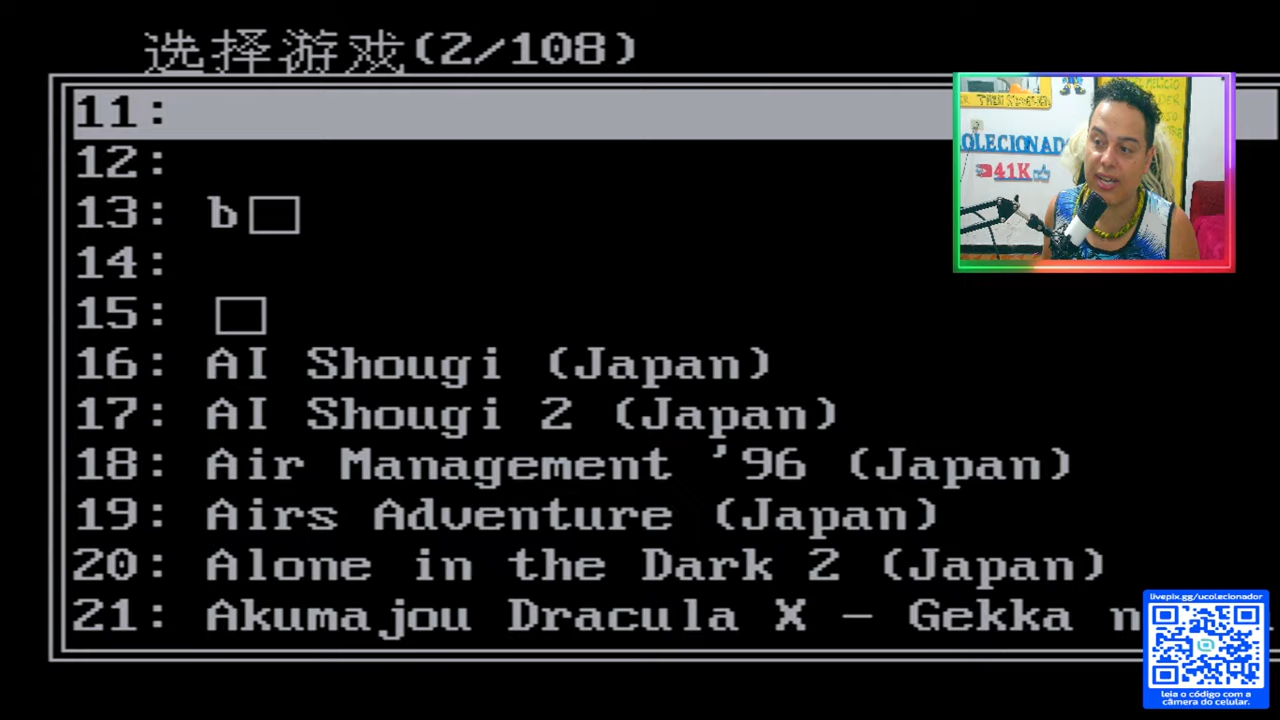 选择游戏(2/108)
11:
12:
13: b□
14:
15: □
16: AI Shougi (Japan)
17: AI Shougi 2 (Japan)
18: Air Management '96 (Japan)
19: Airs Adventure (Japan)
20: Alone in the Dark 2 (Japan)
21: Akumajou Dracula X - Gekka n
OLECIONAD
41K
livepix.gg/ucolecionador
leia o código com a
câmera do celular.